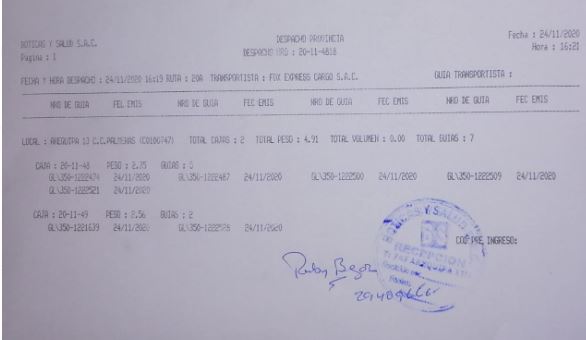 BOTICAS Y SALUD S.A.C.
Pagina : 1
DESPACHO PROVINCIA
DESPACHO NRO : 20-11-4818
Fecha : 24/11/2020
Hora : 16:21
FECHA Y HORA DESPACHO : 24/11/2020 16:19 RUTA : 20A TRANSPORTISTA : FOX EXPRESS CARGO S.A.C. GUIA TRANSPORTISTA :
NRO DE GUIA FEC EMIS NRO DE GUIA FEC EMIS NRO DE GUIA FEC EMIS NRO DE GUIA FEC EMIS
LOCAL : AREQUIPA 13 C.C.PALMERAS (C0100747) TOTAL CAJAS : 2 TOTAL PESO : 4.91 TOTAL VOLUMEN : 0.00 TOTAL GUIAS : 7
CAJA : 20-11-48 PESO : 2.35 GUIAS : 5
GL\350-1222474 24/11/2020 GL\350-1222487 24/11/2020 GL\350-1222500 24/11/2020 GL\350-1222509 24/11/2020
GL\350-1222521 24/11/2020
CAJA : 20-11-49 PESO : 2.56 GUIAS : 2
GL\350-1221639 24/11/2020 GL\350-1222526 24/11/2020
BOTICAS Y SALUD
BS
RECEPCION
COD PRE INGRESO: